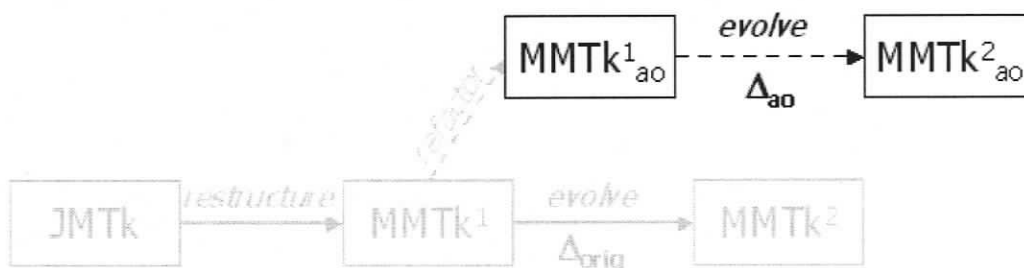 evolve
MMTk¹ₐₒ MMTk²ₐₒ
Δₐₒ
refactor
restructure evolve
JMTk MMTk¹ MMTk²
Δorig